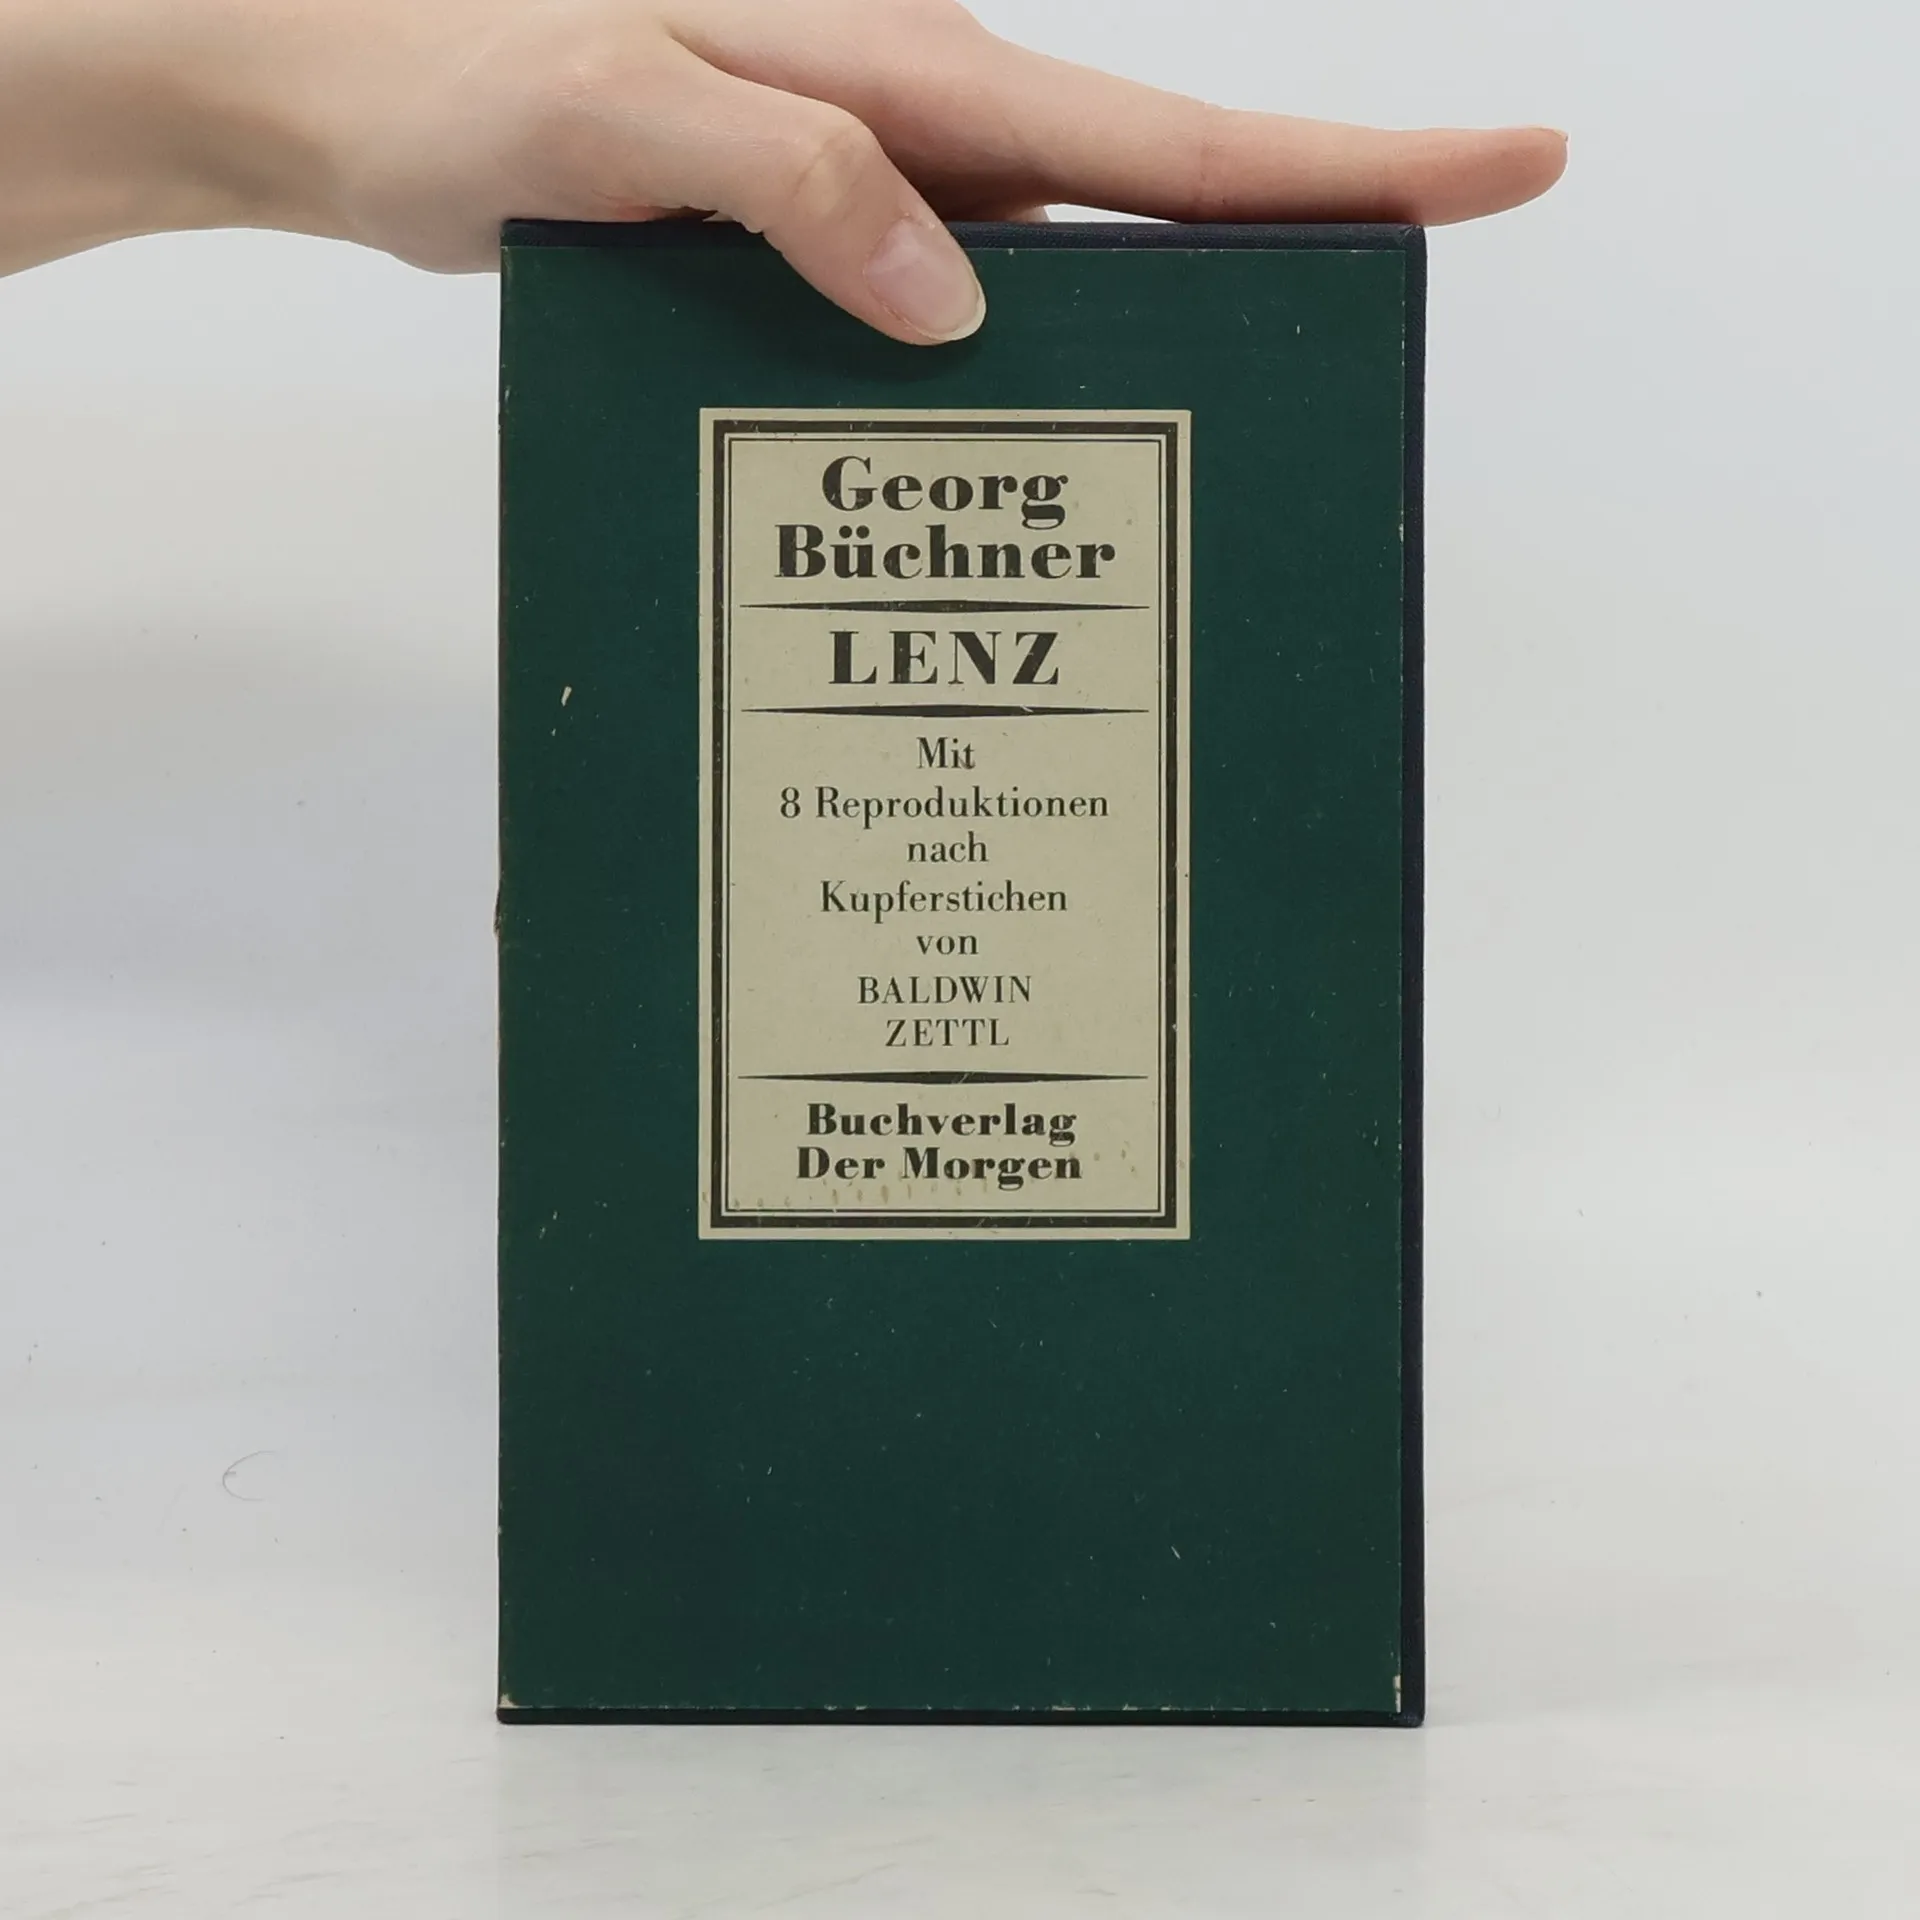 Georg
Büchner
LENZ
Mit
8 Reproduktionen
nach
Kupferstichen
von
BALDWIN
ZETTL
Buchverlag
Der Morgen